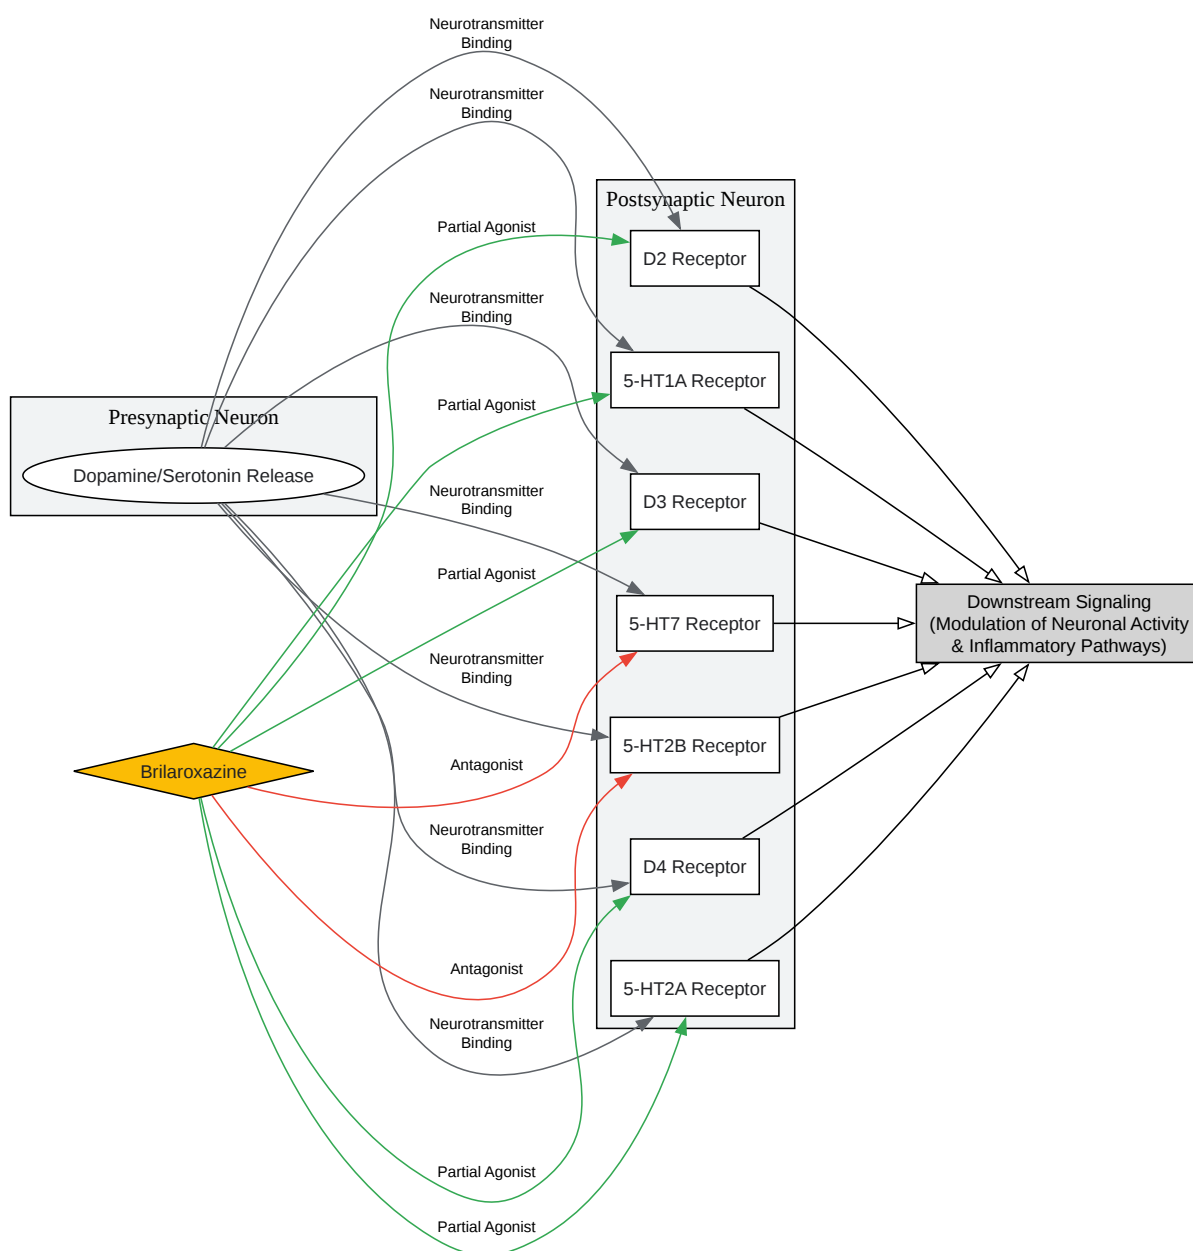 Neurotransmitter
Binding
Neurotransmitter
Binding
Postsynaptic Neuron
Partial Agonist
D2 Receptor
Neurotransmitter
Binding
5-HT1A Receptor
Partial Agonist
Presynaptic Neuron
Dopamine/Serotonin Release
Neurotransmitter
Binding
D3 Receptor
Partial Agonist
Downstream Signaling
(Modulation of Neuronal Activity
& Inflammatory Pathways)
5-HT7 Receptor
Neurotransmitter
Binding
5-HT2B Receptor
Antagonist
Brilaroxazine
Neurotransmitter
Binding
D4 Receptor
Antagonist
5-HT2A Receptor
Neurotransmitter
Binding
Partial Agonist
Partial Agonist